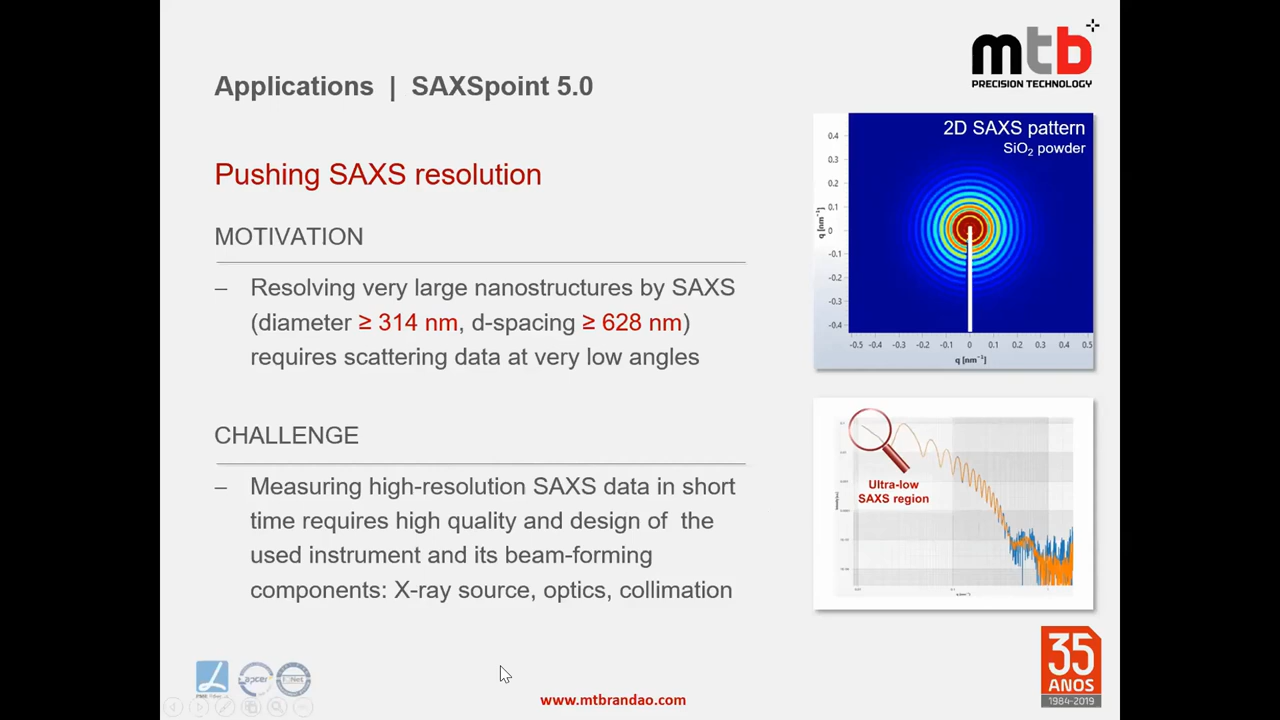 mtb
PRECISION TECHNOLOGY
Applications | SAXSpoint 5.0
Pushing SAXS resolution
MOTIVATION
– Resolving very large nanostructures by SAXS
(diameter ≥ 314 nm, d-spacing ≥ 628 nm)
requires scattering data at very low angles
CHALLENGE
– Measuring high-resolution SAXS data in short
time requires high quality and design of the
used instrument and its beam-forming
components: X-ray source, optics, collimation
2D SAXS pattern
SiO₂ powder
0.4
0.3
0.2
0.1
0
-0.1
-0.2
-0.3
-0.4
q [nm⁻¹]
-0.5 -0.4 -0.3 -0.2 -0.1 0 0.1 0.2 0.3 0.4 0.5
q [nm⁻¹]
Ultra-low
SAXS region
35
ANOS
1984-2019
apcer
www.mtbrandao.com